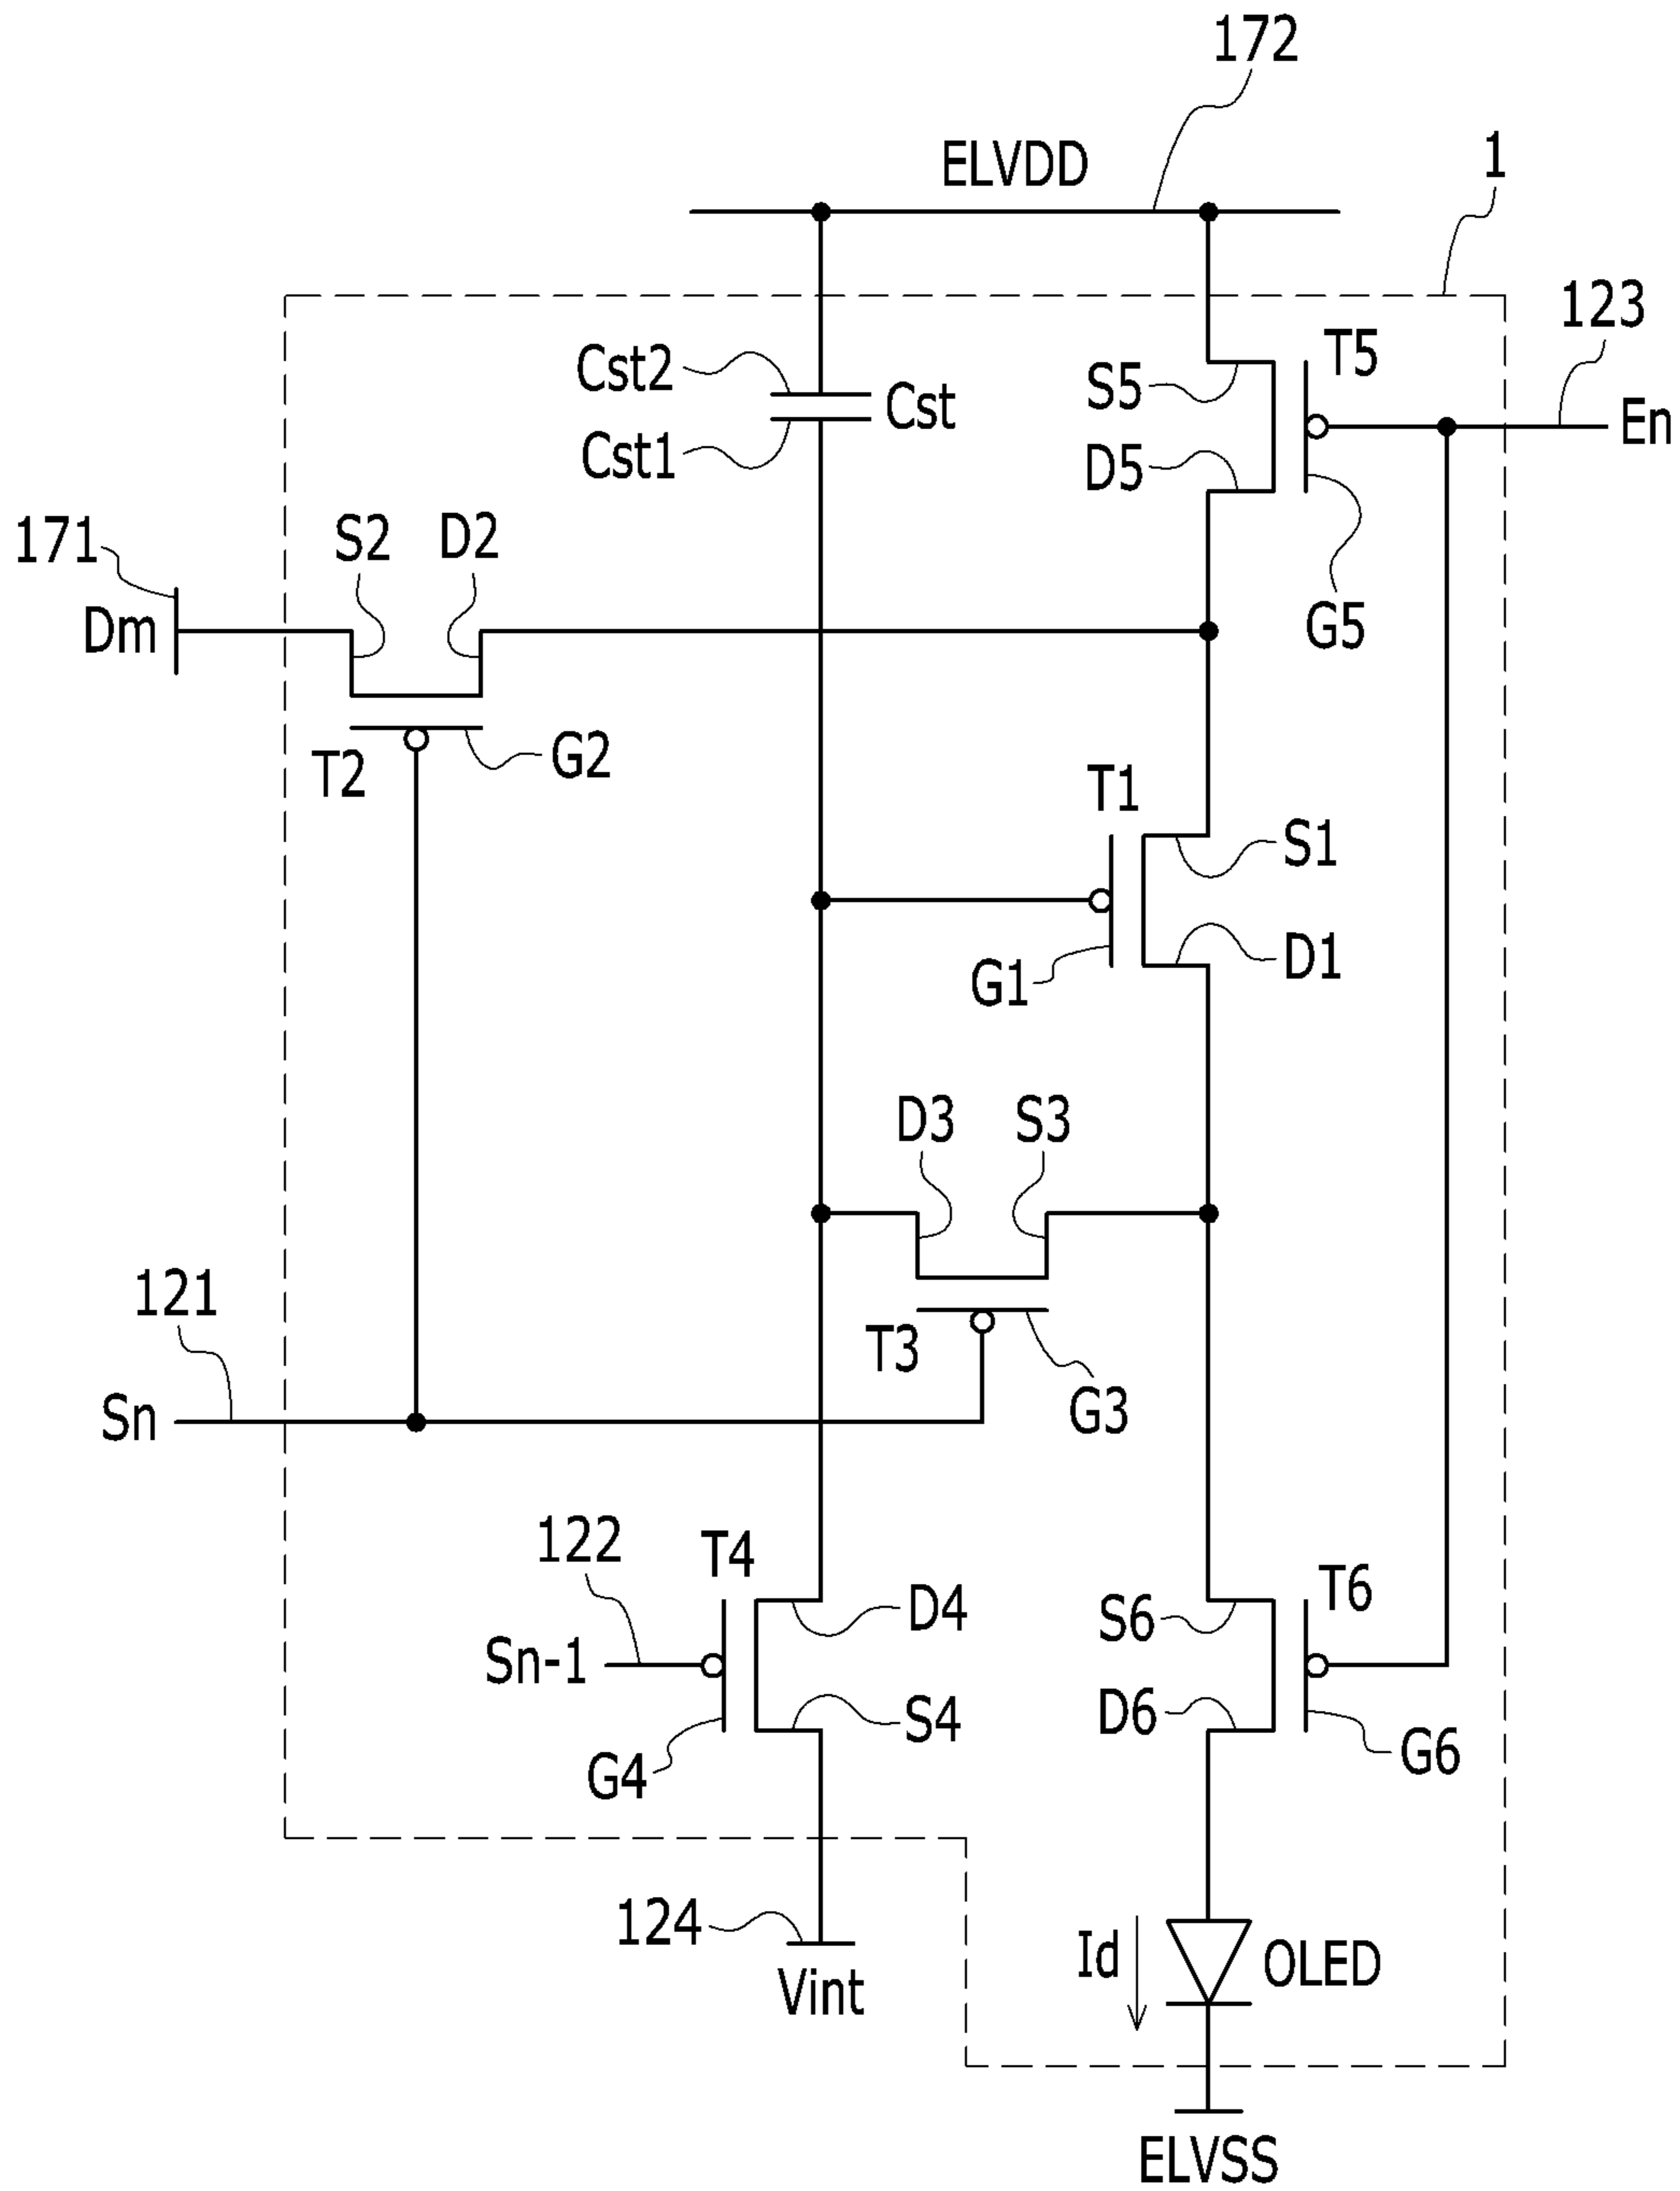 172
ELVDD
1
123
Cst2
Cst
Cst1
S5
T5
En
D5
171
S2
D2
Dm
G5
T2
G2
T1
S1
G1
D1
D3
S3
121
T3
Sn
G3
122
T4
T6
D4
S6
Sn-1
S4
D6
G4
G6
124
Id
OLED
Vint
ELVSS